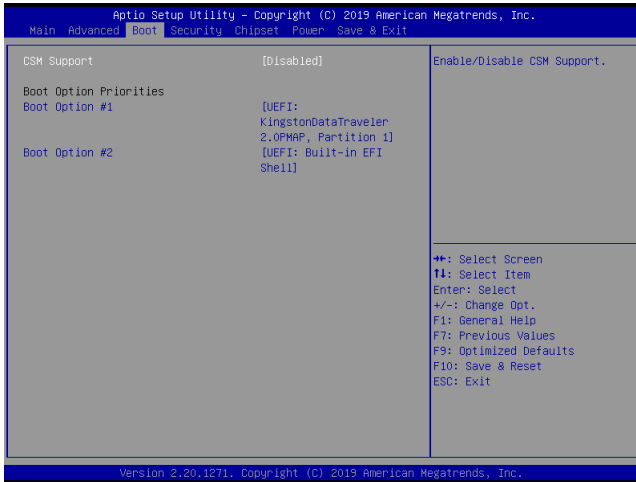 Aptio Setup Utility – Copyright (C) 2019 American Megatrends, Inc.
Main Advanced Boot Security Chipset Power Save & Exit
CSM Support [Disabled]
Boot Option Priorities
Boot Option #1 [UEFI:
KingstonDataTraveler
2.0PMAP, Partition 1]
Boot Option #2 [UEFI: Built-in EFI
Shell]
Enable/Disable CSM Support.
→←: Select Screen
↑↓: Select Item
Enter: Select
+/-: Change Opt.
F1: General Help
F7: Previous Values
F9: Optimized Defaults
F10: Save & Reset
ESC: Exit
Version 2.20.1271. Copyright (C) 2019 American Megatrends, Inc.